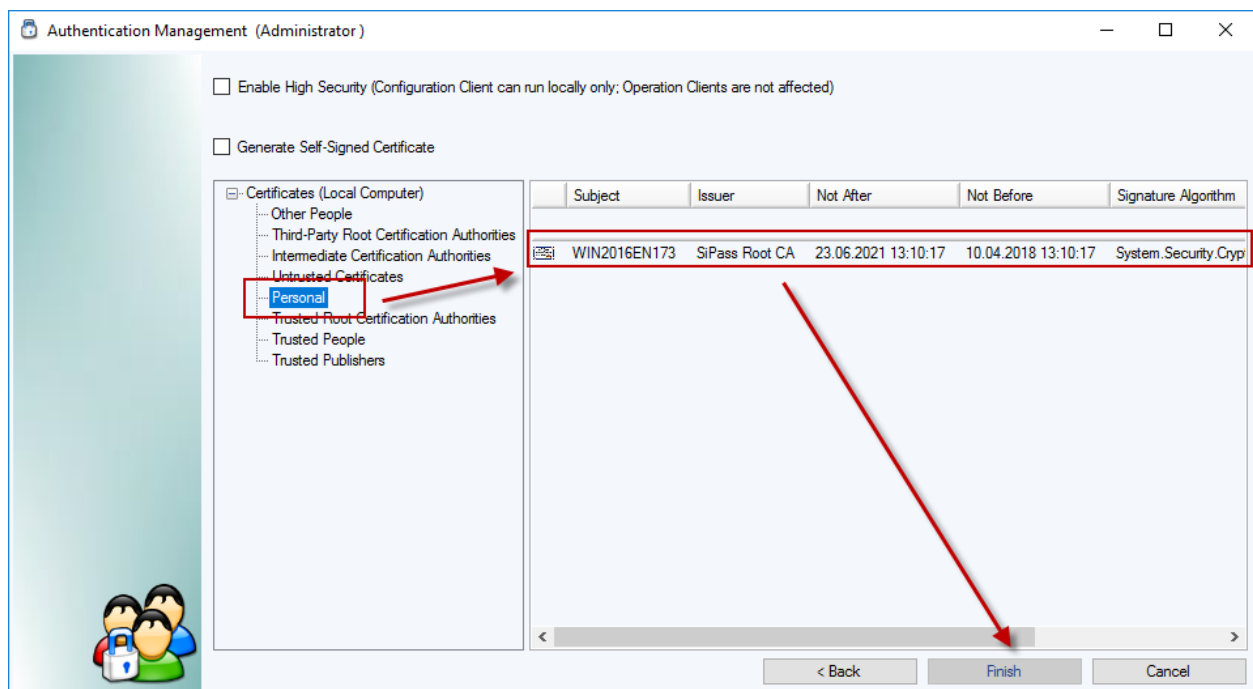 Authentication Management (Administrator )
Enable High Security (Configuration Client can run locally only; Operation Clients are not affected)
Generate Self-Signed Certificate
Certificates (Local Computer)
Other People
Third-Party Root Certification Authorities
Intermediate Certification Authorities
Untrusted Certificates
Personal
Trusted Root Certification Authorities
Trusted People
Trusted Publishers
Subject Issuer Not After Not Before Signature Algorithm
WIN2016EN173 SiPass Root CA 23.06.2021 13:10:17 10.04.2018 13:10:17 System.Security.Cryp
< Back Finish Cancel